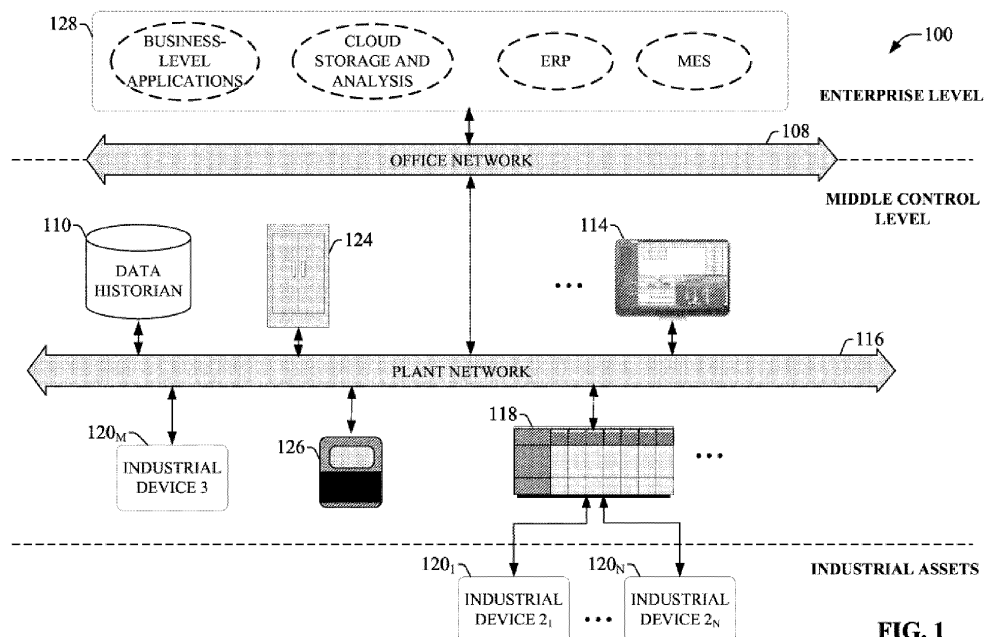 128
BUSINESS-
LEVEL
APPLICATIONS
CLOUD
STORAGE AND
ANALYSIS
ERP
MES
100
ENTERPRISE LEVEL
108
OFFICE NETWORK
MIDDLE CONTROL
LEVEL
110
DATA
HISTORIAN
124
114
116
PLANT NETWORK
120M
INDUSTRIAL
DEVICE 3
126
118
INDUSTRIAL ASSETS
1201
INDUSTRIAL
DEVICE 21
120N
INDUSTRIAL
DEVICE 2N
FIG. 1